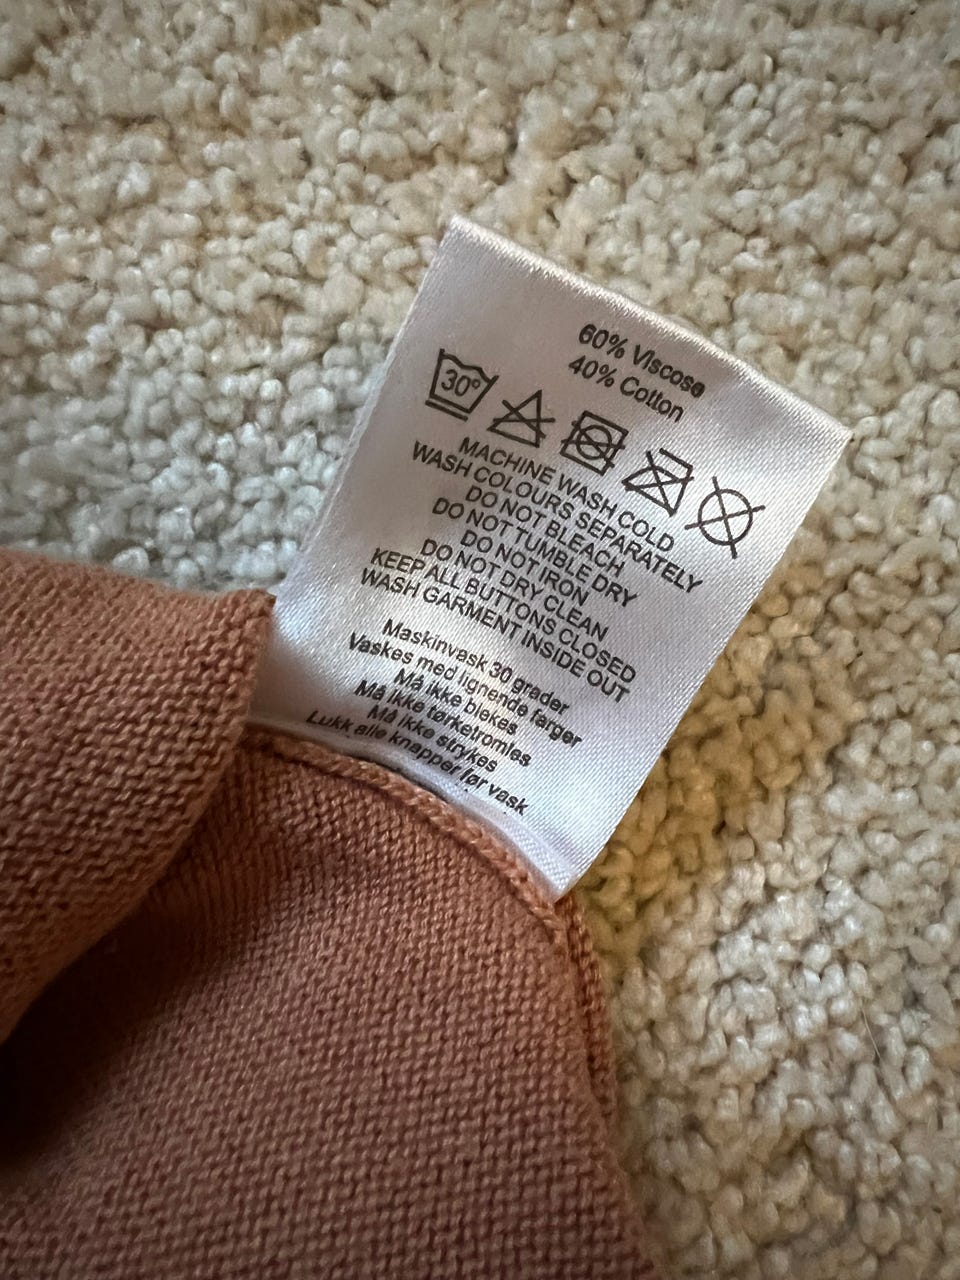 60% Viscose
40% Cotton
30°
MACHINE WASH COLD
WASH COLOURS SEPARATELY
DO NOT BLEACH
DO NOT TUMBLE DRY
DO NOT IRON
DO NOT DRY CLEAN
KEEP ALL BUTTONS CLOSED
WASH GARMENT INSIDE OUT
Maskinvask 30 grader
Vaskes med lignende farger
Må ikke blekes
Må ikke tørketromles
Må ikke strykes
Lukk alle knapper før vask